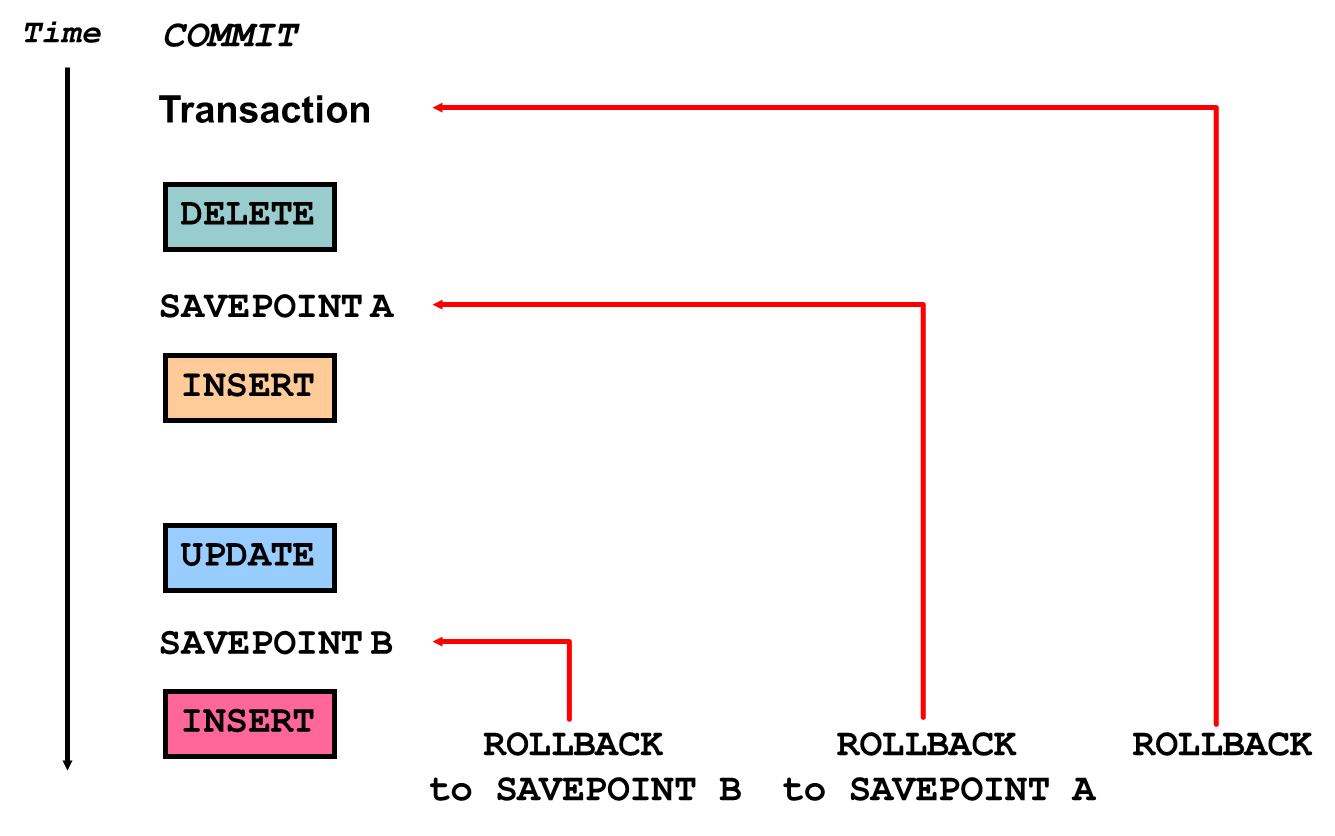 Time COMMIT
Transaction
DELETE
SAVEPOINT A
INSERT
UPDATE
SAVEPOINT B
INSERT
ROLLBACK
to SAVEPOINT B
ROLLBACK
to SAVEPOINT A
ROLLBACK